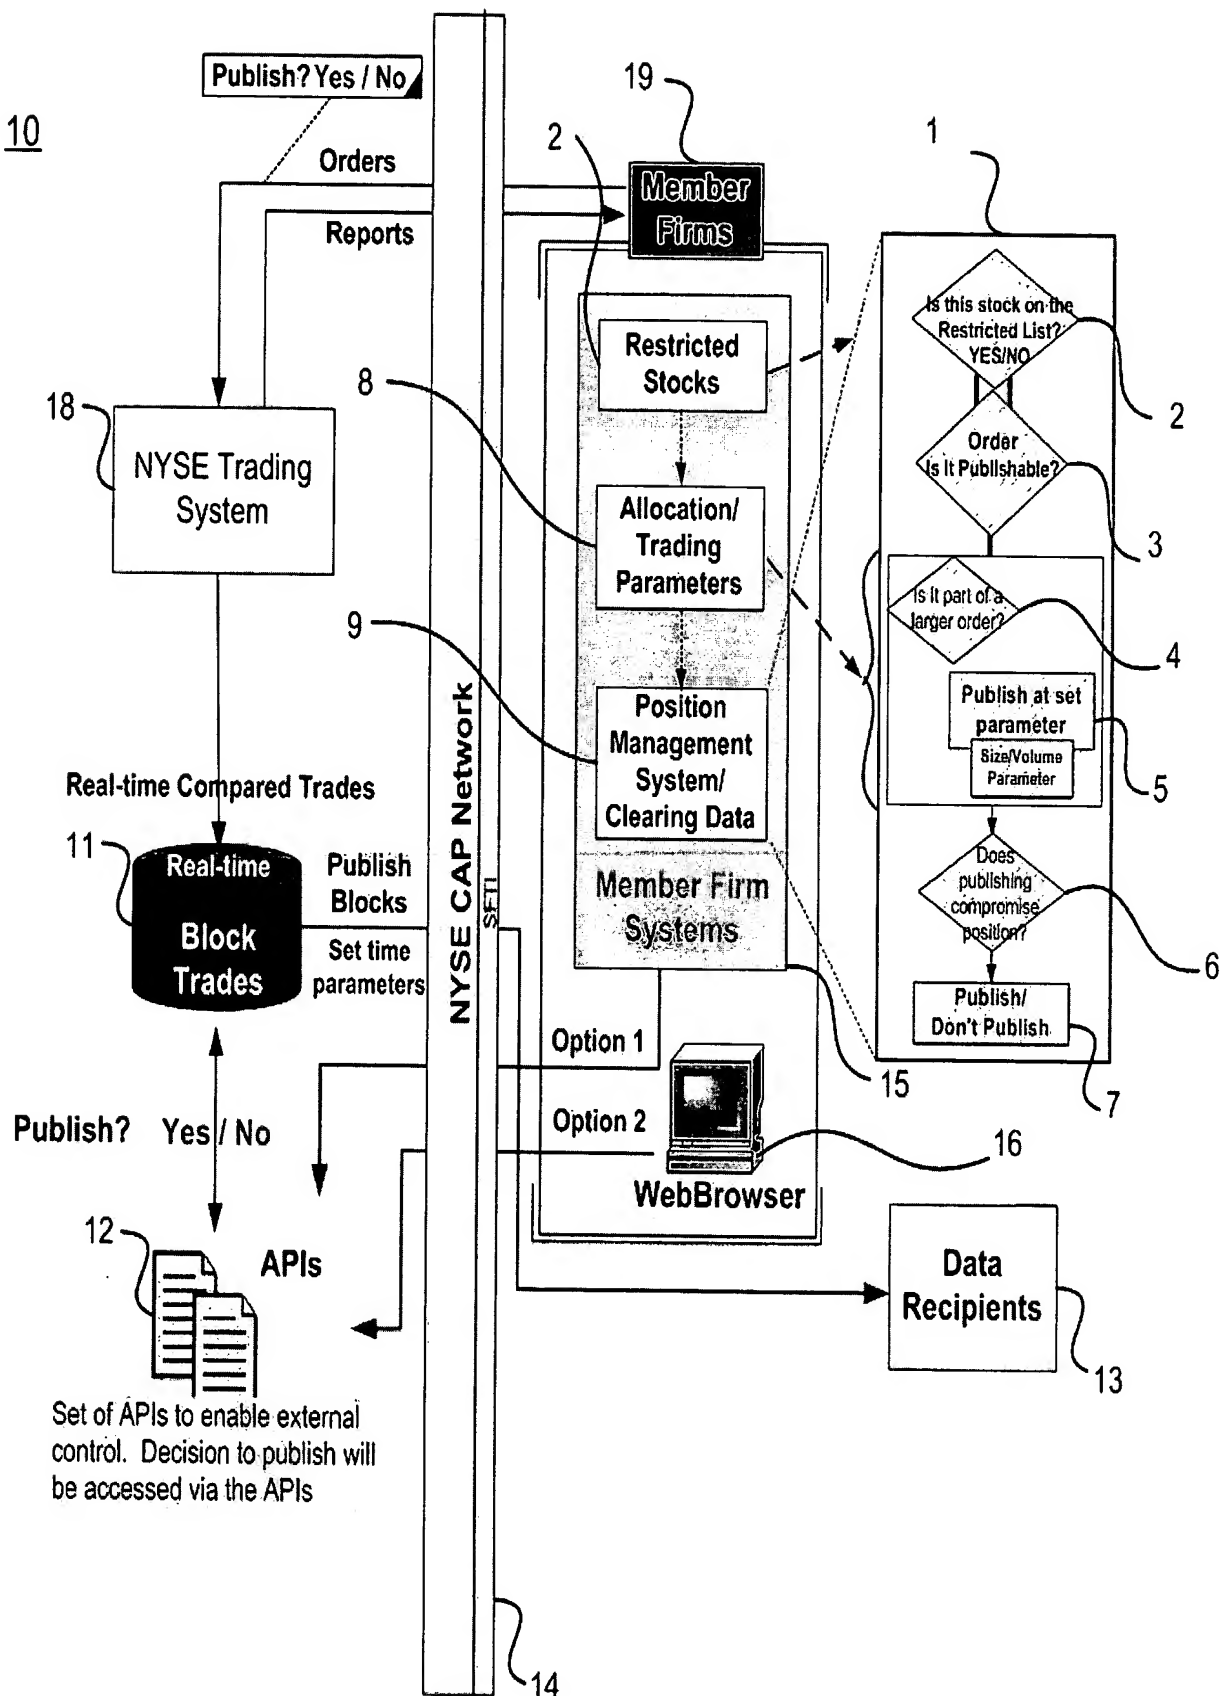 10
Publish? Yes / No
Orders
Reports
2
19
Member
Firms
1
18
NYSE Trading
System
Real-time Compared Trades
11
Real-time
Block
Trades
Publish
Blocks
Set time
parameters
Publish? Yes / No
12
APIs
Set of APIs to enable external
control. Decision to publish will
be accessed via the APIs
NYSE CAP Network
SFTI
14
8
9
Restricted
Stocks
Allocation/
Trading
Parameters
Position
Management
System/
Clearing Data
Member Firm
Systems
15
Option 1
Option 2
16
WebBrowser
Data
Recipients
13
Is this stock on the
Restricted List?
YES/NO
2
Order
Is It Publishable?
3
Is It part of a
larger order?
4
Publish at set
parameter
Size/Volume
Parameter
5
Does
publishing
compromise
position?
6
Publish/
Don't Publish
7